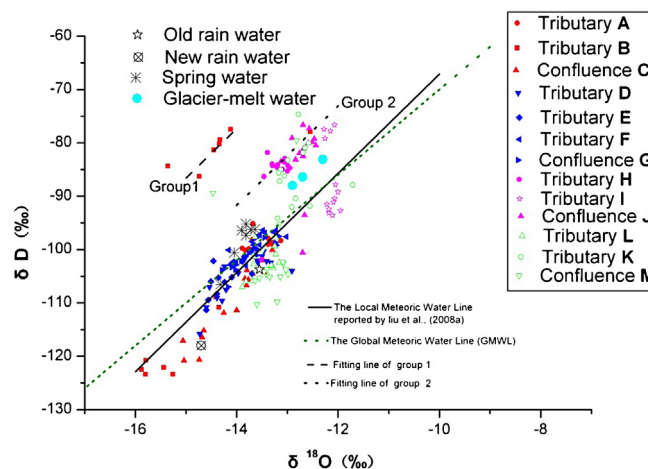 -60
-70
-80
-90
-100
-110
-120
-130
δ D (‰)
-16
-14
-12
-10
-8
-6
δ ¹⁸O (‰)
Old rain water
New rain water
Spring water
Glacier-melt water
Group 2
Group1
The Local Meteoric Water Line
reported by liu et al., (2008a)
The Global Meteoric Water Line (GMWL)
Fitting line of group 1
Fitting line of group 2
Tributary A
Tributary B
Confluence C
Tributary D
Tributary E
Tributary F
Confluence G
Tributary H
Tributary I
Confluence J
Tributary L
Tributary K
Confluence M